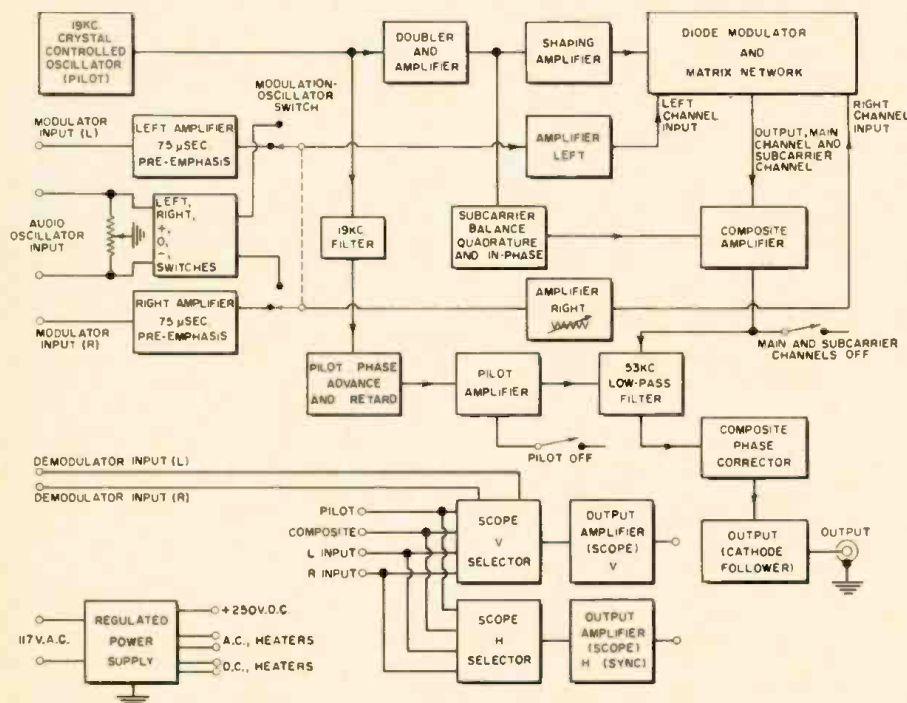 19KC.
CRYSTAL
CONTROLLED
OSCILLATOR
(PILOT)
DOUBLER
AND
AMPLIFIER
SHAPING
AMPLIFIER
DIODE MODULATOR
AND
MATRIX NETWORK
MODULATION-
OSCILLATOR
SWITCH
MODULATOR
INPUT (L)
LEFT AMPLIFIER
75 µSEC
PRE-EMPHASIS
AMPLIFIER
LEFT
LEFT
CHANNEL
INPUT
RIGHT
CHANNEL
INPUT
OUTPUT, MAIN
CHANNEL AND
SUBCARRIER
CHANNEL
AUDIO
OSCILLATOR
INPUT
LEFT,
RIGHT,
+,
0,
-,
SWITCHES
19KC
FILTER
SUBCARRIER
BALANCE
QUADRATURE
AND IN-PHASE
COMPOSITE
AMPLIFIER
RIGHT AMPLIFIER
75 µSEC
PRE-EMPHASIS
MODULATOR
INPUT (R)
AMPLIFIER
RIGHT
MAIN AND SUBCARRIER
CHANNELS OFF
PILOT PHASE
ADVANCE
AND RETARD
PILOT
AMPLIFIER
53KC
LOW-PASS
FILTER
PILOT OFF
COMPOSITE
PHASE
CORRECTOR
DEMODULATOR INPUT (L)
DEMODULATOR INPUT (R)
PILOT
COMPOSITE
L INPUT
R INPUT
SCOPE
V
SELECTOR
OUTPUT
AMPLIFIER
(SCOPE)
V
OUTPUT
(CATHODE
FOLLOWER)
OUTPUT
117V. A.C.
REGULATED
POWER
SUPPLY
+250V. D.C.
A.C., HEATERS
D.C., HEATERS
SCOPE
H
SELECTOR
OUTPUT
AMPLIFIER
(SCOPE)
H (SYNC)